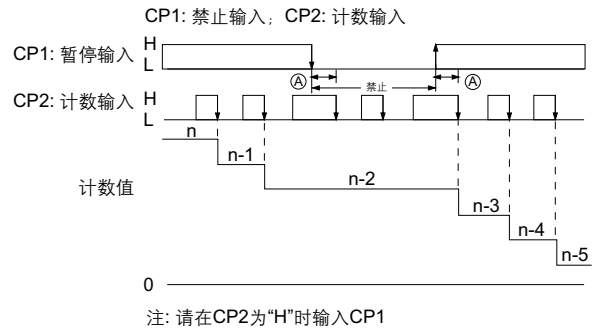 CP1: 禁止输入; CP2: 计数输入
CP1: 暂停输入 H
L
A 禁止 A
CP2: 计数输入 H
L
n
n-1
计数值 n-2
n-3
n-4
n-5
0
注: 请在CP2为“H”时输入CP1